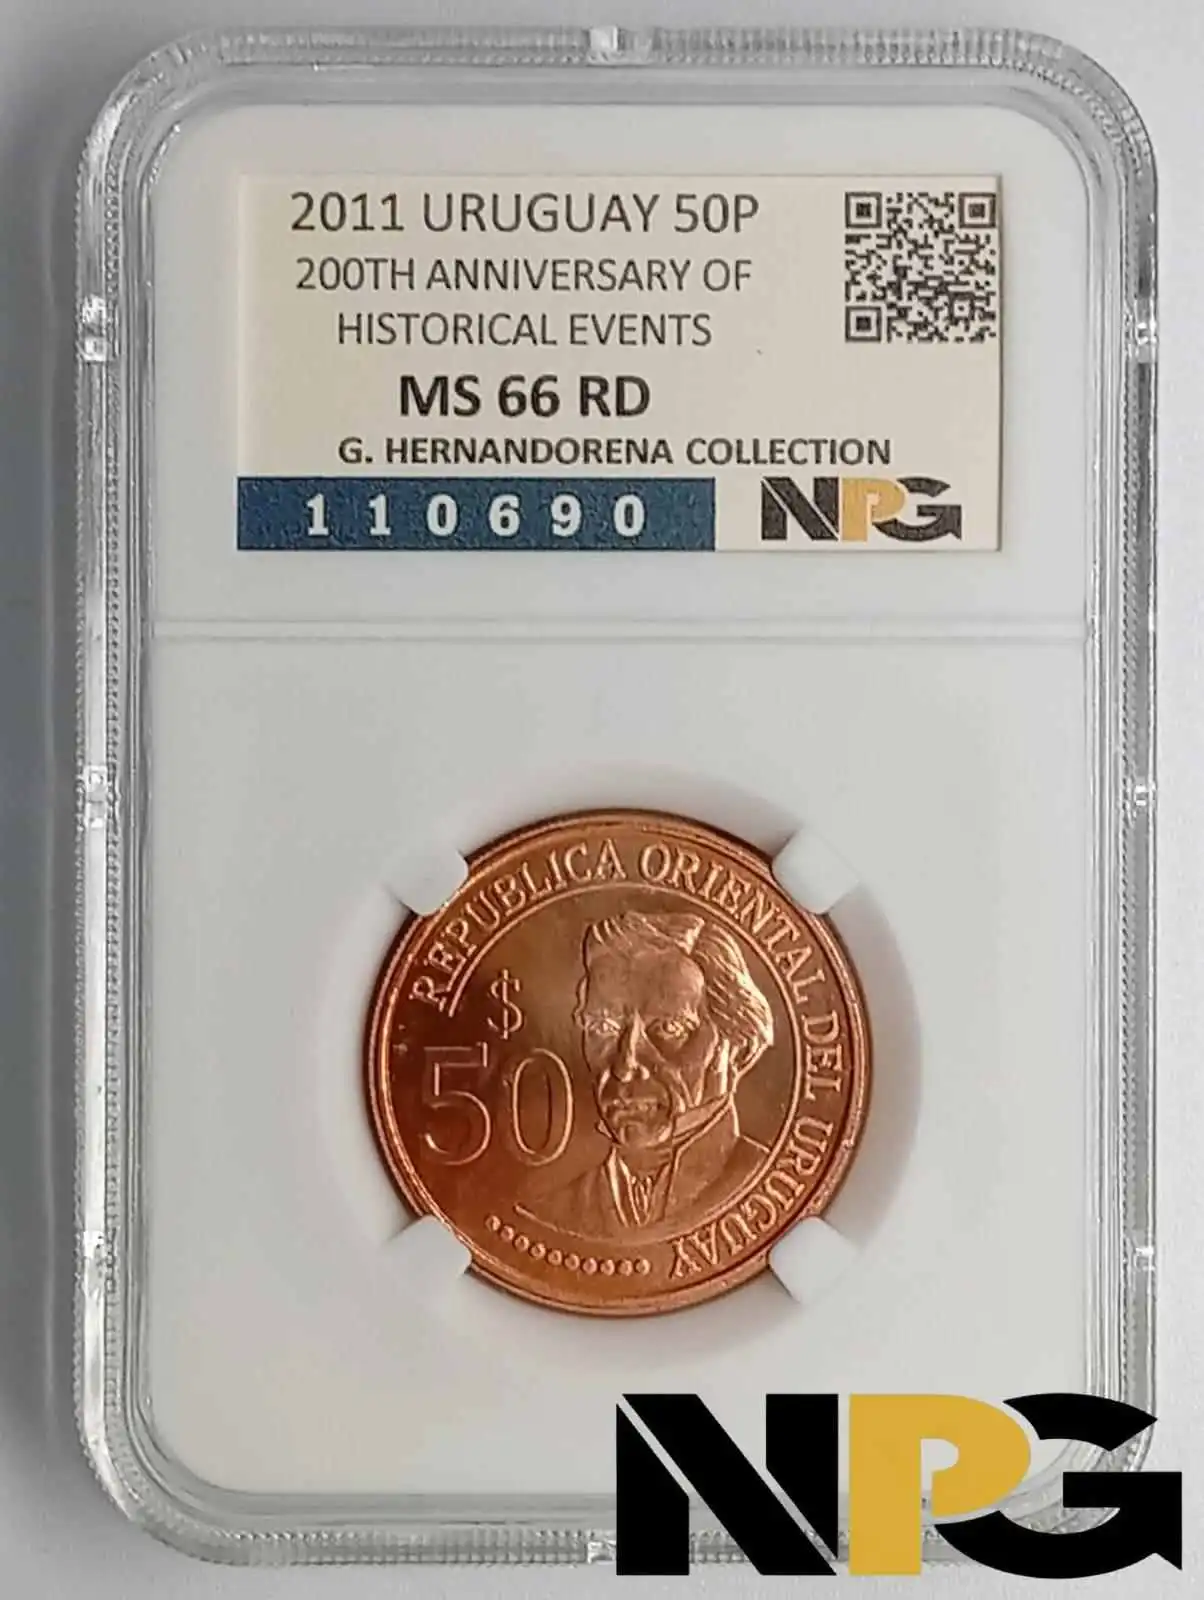 2011 URUGUAY 50P
200TH ANNIVERSARY OF
HISTORICAL EVENTS
MS 66 RD
G. HERNANDORENA COLLECTION
110690
NPG
REPUBLICA ORIENTAL DEL URUGUAY
$
50
NPG